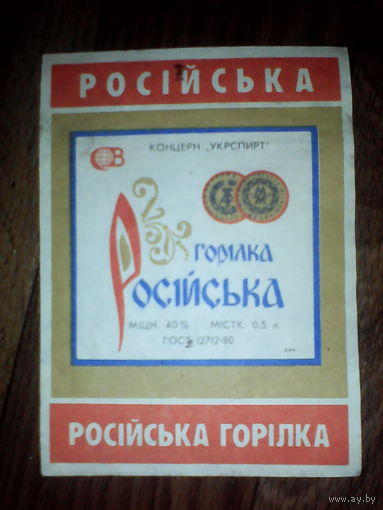 РОСІЙСЬКА
КОНЦЕРН „УКРСПИРТ"
ГОРІЛКА
РОСІЙСЬКА
МІЦН. 40% МІСТК. 0,5 л.
ГОСТ 12712-80
РОСІЙСЬКА ГОРІЛКА
www.ay.by